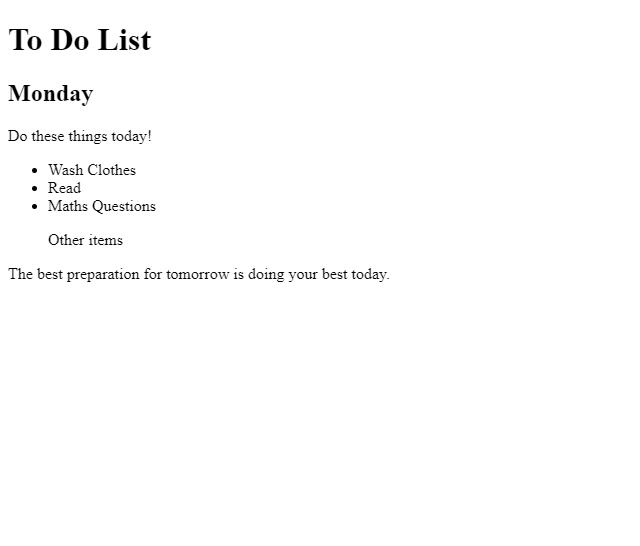 To Do List
Monday
Do these things today!
Wash Clothes
Read
Maths Questions
Other items
The best preparation for tomorrow is doing your best today.